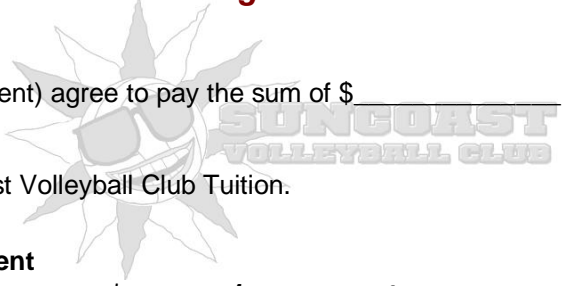 ent) agree to pay the sum of $
SUNCOAST
VOLLEYBALL CLUB
st Volleyball Club Tuition.
ent